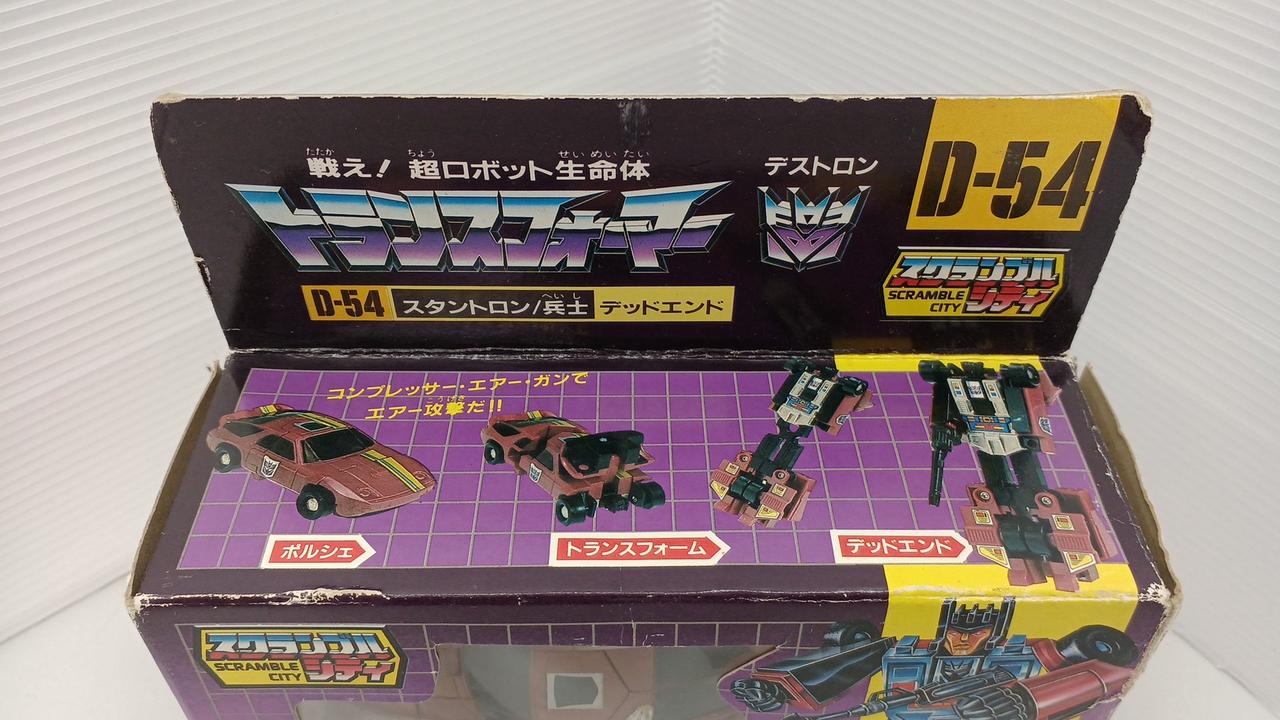 戦え!超ロボット生命体
たたか ちょう せいめいたい
トランスフォーマー
デストロン
D-54
スクランブル
SCRAMBLE
CITY
シティ
D-54 スタントロン/兵士 デッドエンド
へいし
コンプレッサー・エアー・ガンで
エアー攻撃だ!!
こうげき
ポルシェ
トランスフォーム
デッドエンド
スクランブル
SCRAMBLE
CITY
シティ